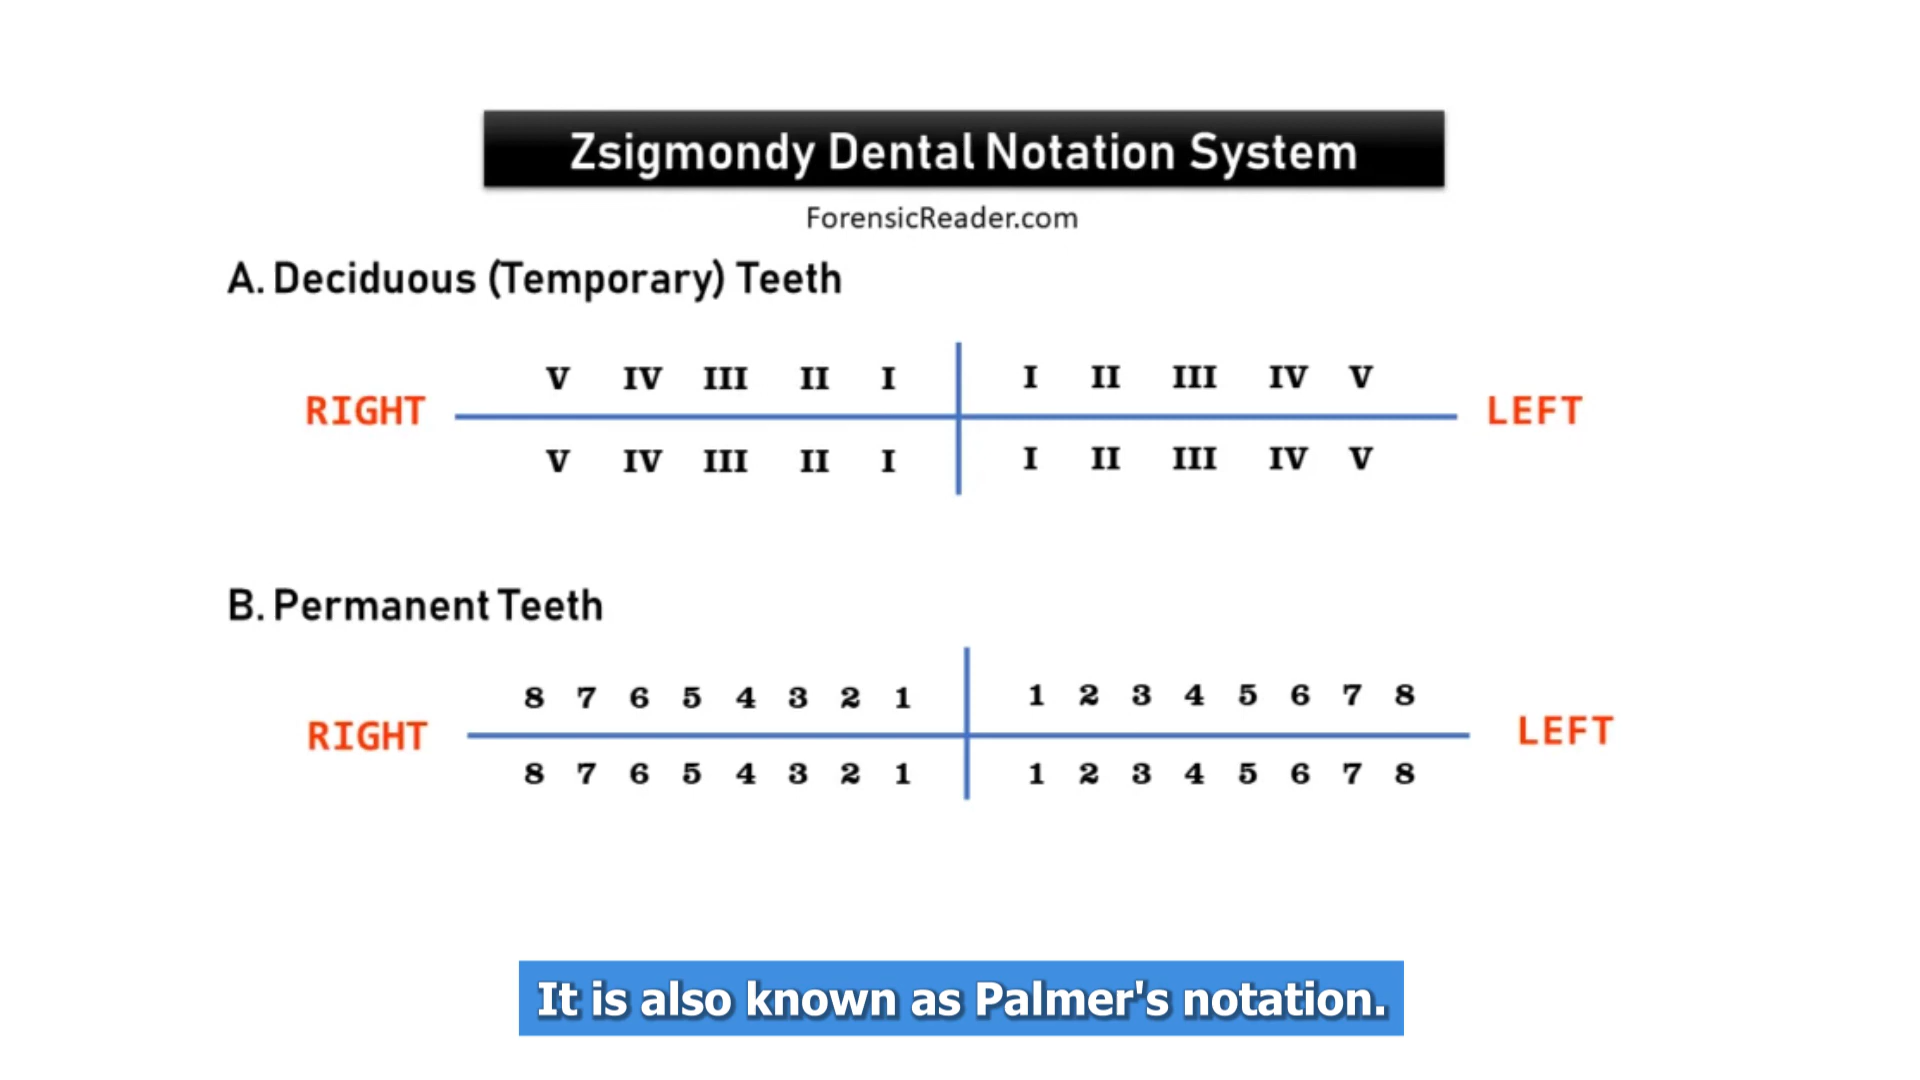 Zsigmondy Dental Notation System
ForensicReader.com
A. Deciduous (Temporary) Teeth
V IV III II I I II III IV V
RIGHT LEFT
V IV III II I I II III IV V
B. Permanent Teeth
8 7 6 5 4 3 2 1 1 2 3 4 5 6 7 8
RIGHT LEFT
8 7 6 5 4 3 2 1 1 2 3 4 5 6 7 8
It is also known as Palmer's notation.